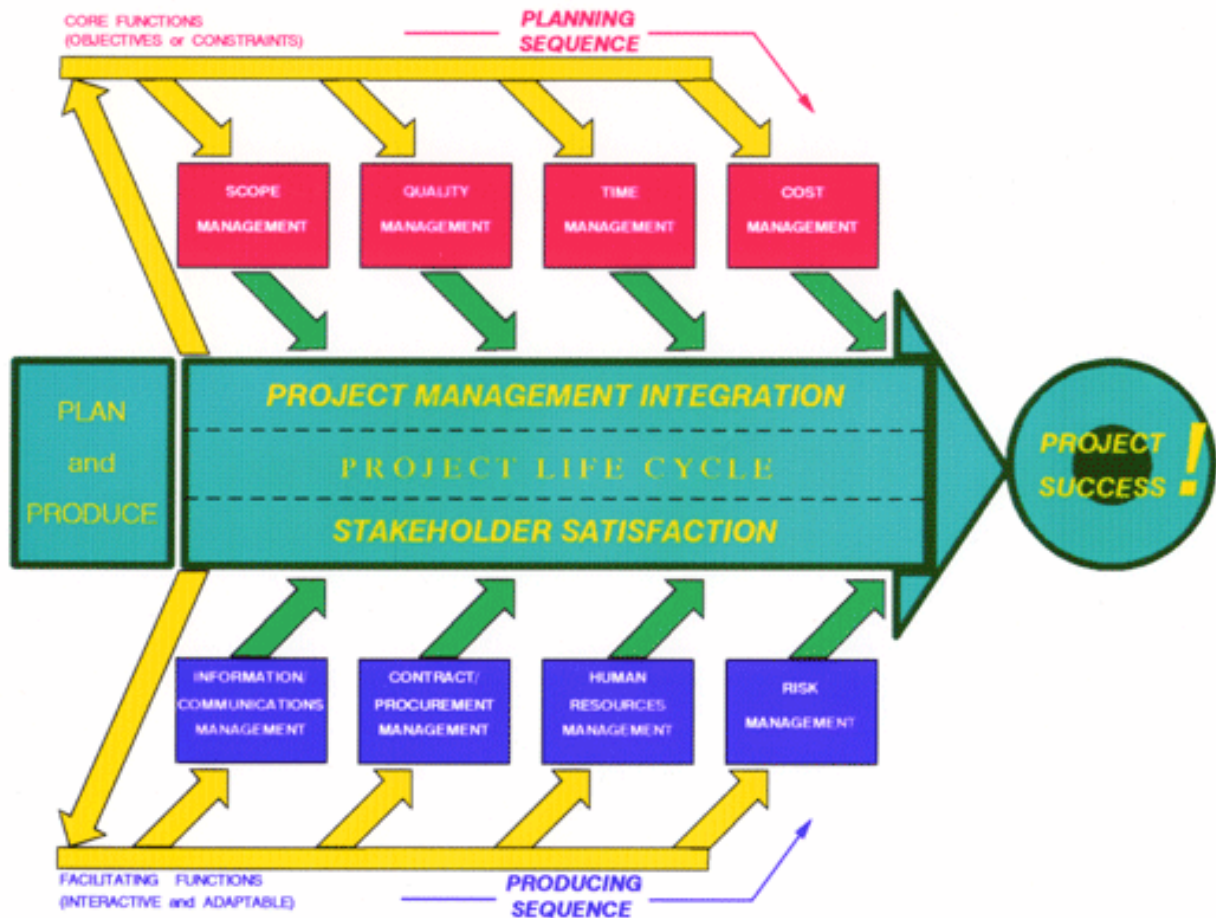 CORE FUNCTIONS
(OBJECTIVES or CONSTRAINTS)
PLANNING
SEQUENCE
SCOPE
MANAGEMENT
QUALITY
MANAGEMENT
TIME
MANAGEMENT
COST
MANAGEMENT
PLAN
and
PRODUCE
PROJECT MANAGEMENT INTEGRATION
PROJECT LIFE CYCLE
STAKEHOLDER SATISFACTION
PROJECT
SUCCESS
!
INFORMATION/
COMMUNICATIONS
MANAGEMENT
CONTRACT/
PROCUREMENT
MANAGEMENT
HUMAN
RESOURCES
MANAGEMENT
RISK
MANAGEMENT
FACILITATING FUNCTIONS
(INTERACTIVE and ADAPTABLE)
PRODUCING
SEQUENCE